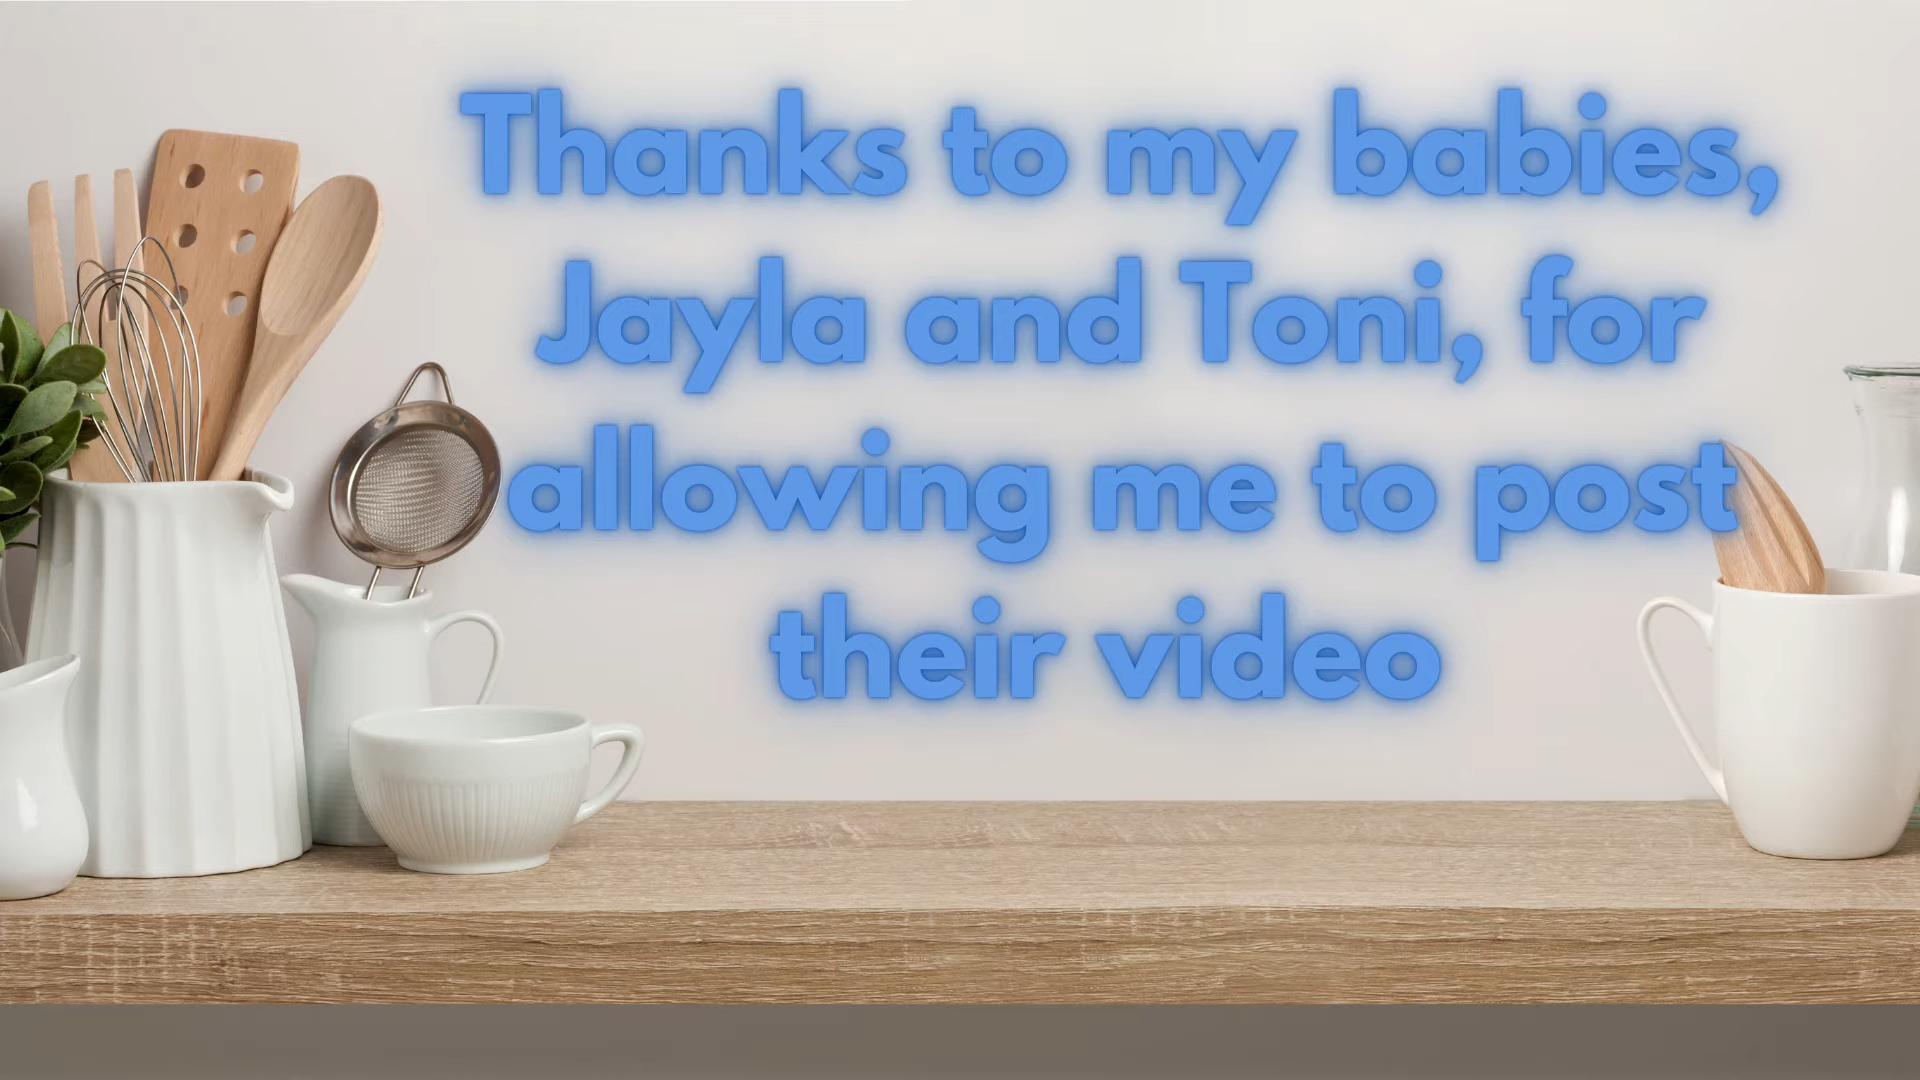 Thanks to my babies,
Jayla and Toni, for
allowing me to post
their video